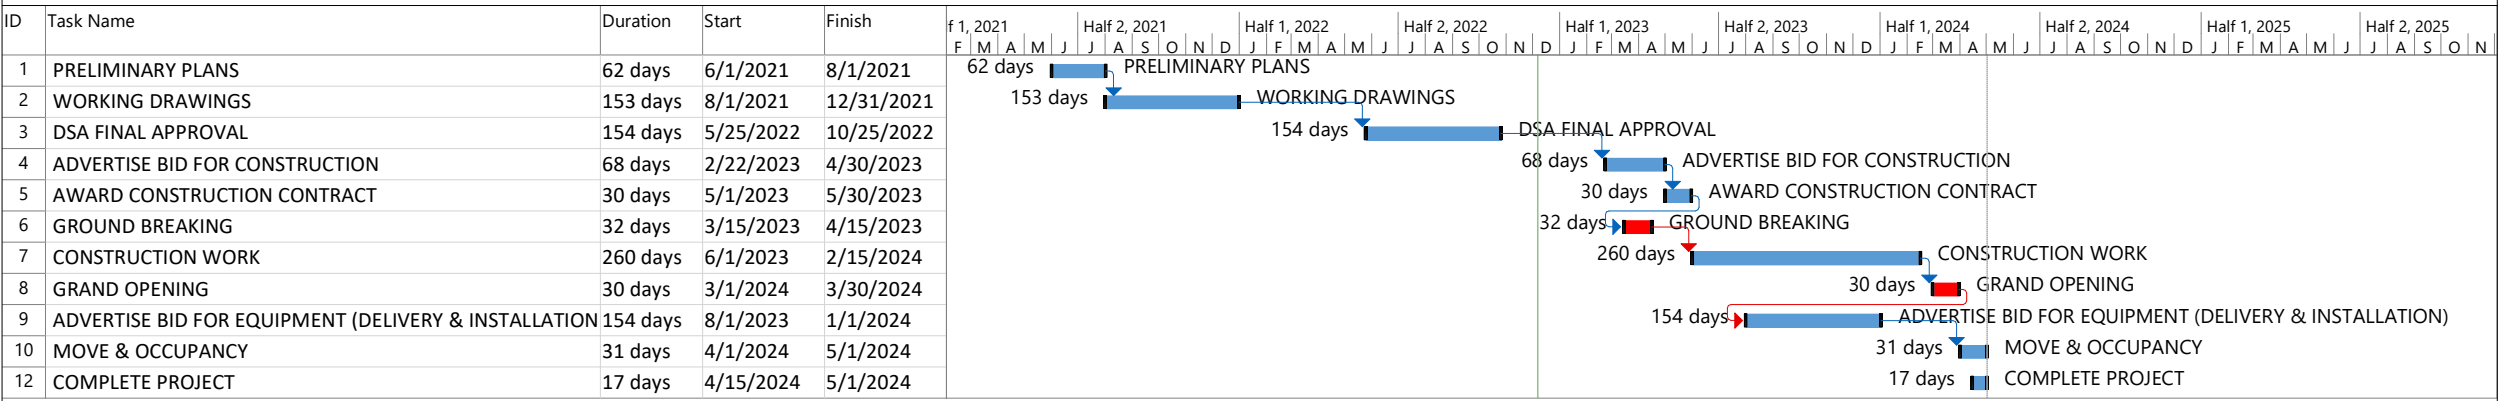 ID Task Name Duration Start Finish f 1, 2021 Half 2, 2021 Half 1, 2022 Half 2, 2022 Half 1, 2023 Half 2, 2023 Half 1, 2024 Half 2, 2024 Half 1, 2025 Half 2, 2025
F M A M J J A S O N D J F M A M J J A S O N D J F M A M J J A S O N D J F M A M J J A S O N D J F M A M J J A S O N
1 PRELIMINARY PLANS 62 days 6/1/2021 8/1/2021 62 days PRELIMINARY PLANS
2 WORKING DRAWINGS 153 days 8/1/2021 12/31/2021 153 days WORKING DRAWINGS
3 DSA FINAL APPROVAL 154 days 5/25/2022 10/25/2022 154 days DSA FINAL APPROVAL
4 ADVERTISE BID FOR CONSTRUCTION 68 days 2/22/2023 4/30/2023 68 days ADVERTISE BID FOR CONSTRUCTION
5 AWARD CONSTRUCTION CONTRACT 30 days 5/1/2023 5/30/2023 30 days AWARD CONSTRUCTION CONTRACT
6 GROUND BREAKING 32 days 3/15/2023 4/15/2023 32 days GROUND BREAKING
7 CONSTRUCTION WORK 260 days 6/1/2023 2/15/2024 260 days CONSTRUCTION WORK
8 GRAND OPENING 30 days 3/1/2024 3/30/2024 30 days GRAND OPENING
9 ADVERTISE BID FOR EQUIPMENT (DELIVERY & INSTALLATION 154 days 8/1/2023 1/1/2024 154 days ADVERTISE BID FOR EQUIPMENT (DELIVERY & INSTALLATION)
10 MOVE & OCCUPANCY 31 days 4/1/2024 5/1/2024 31 days MOVE & OCCUPANCY
12 COMPLETE PROJECT 17 days 4/15/2024 5/1/2024 17 days COMPLETE PROJECT